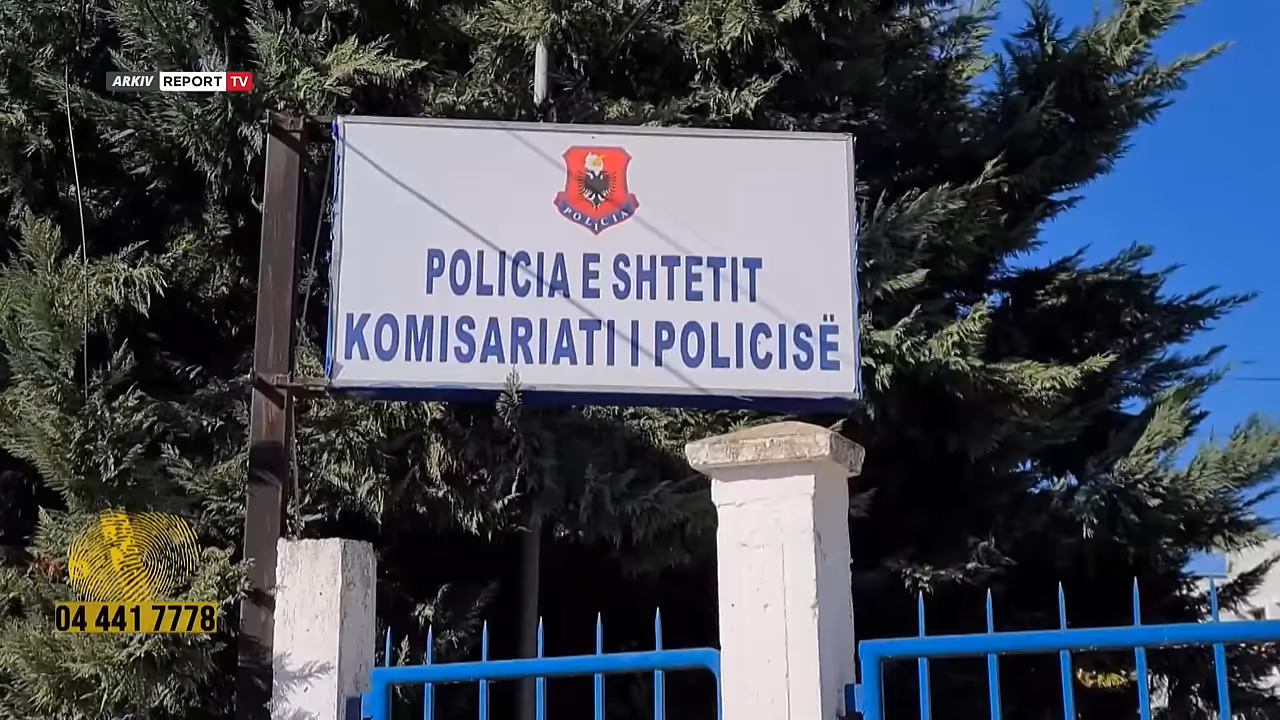 ARKIV REPORT TV
POLICIA
POLICIA E SHTETIT
KOMISARIATI I POLICISË
04 441 7778